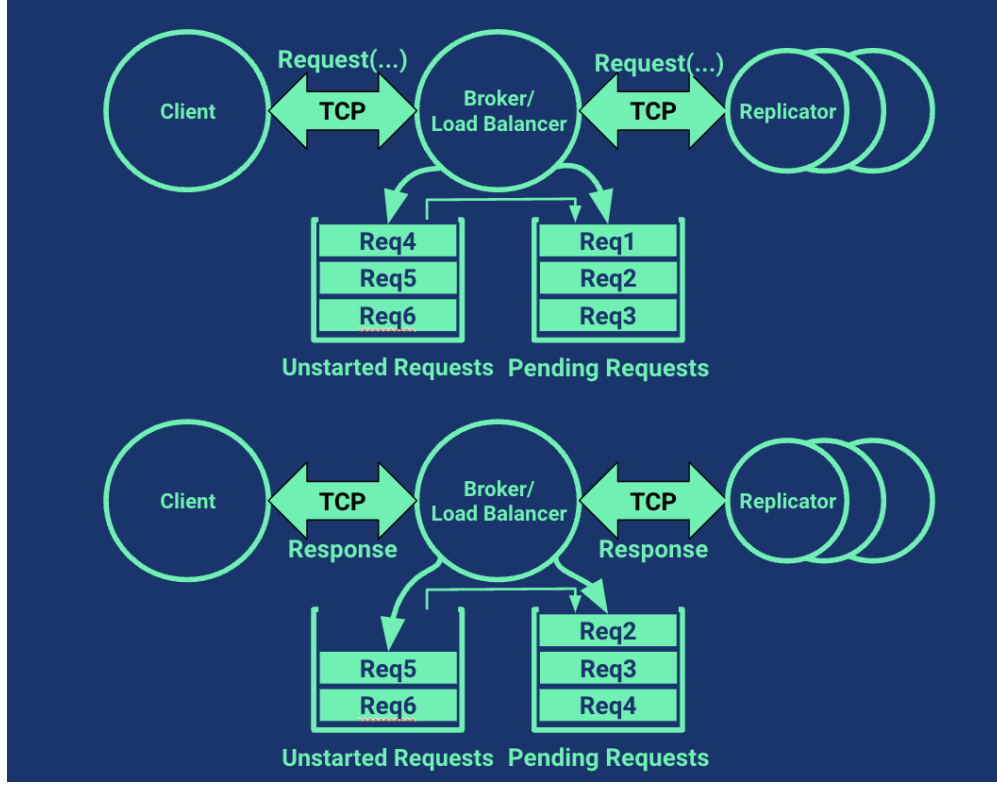 Request(...)
Request(...)
Client
TCP
Broker/
Load Balancer
TCP
Replicator
Req4
Req5
Req6
Req1
Req2
Req3
Unstarted Requests
Pending Requests
Client
TCP
Broker/
Load Balancer
TCP
Replicator
Response
Response
Req5
Req6
Req2
Req3
Req4
Unstarted Requests
Pending Requests